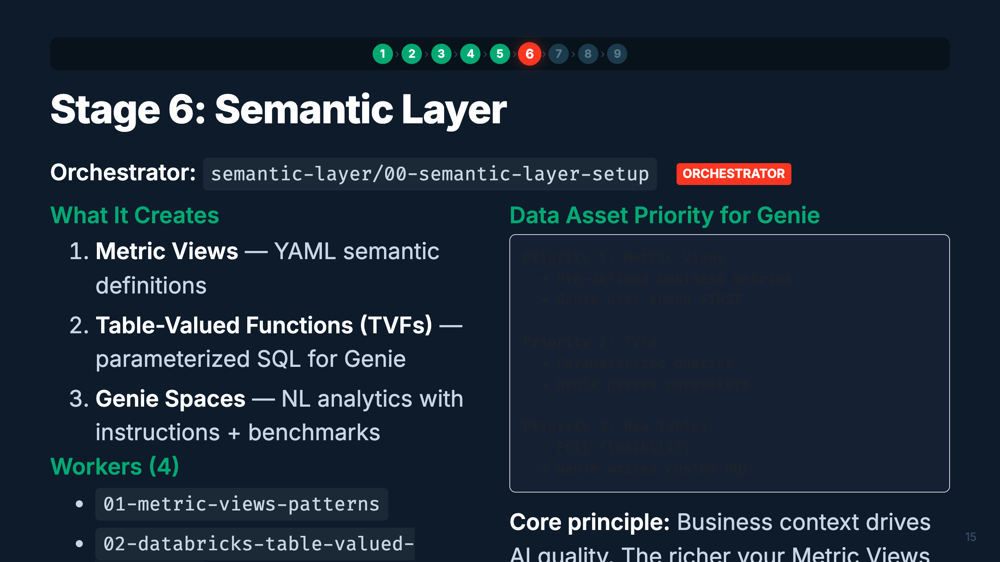 1 › 2 › 3 › 4 › 5 › 6 › 7 › 8 › 9
Stage 6: Semantic Layer
Orchestrator: semantic-layer/00-semantic-layer-setup ORCHESTRATOR
What It Creates
1. Metric Views — YAML semantic
definitions
2. Table-Valued Functions (TVFs) —
parameterized SQL for Genie
3. Genie Spaces — NL analytics with
instructions + benchmarks
Workers (4)
• 01-metric-views-patterns
• 02-databricks-table-valued-
Data Asset Priority for Genie
Priority 1: Metric Views
→ Pre-defined business metrics
→ Genie uses these FIRST
Priority 2: TVFs
→ Parameterized queries
→ Genie passes parameters
Priority 3: Raw Tables
→ Full flexibility
→ Genie writes custom SQL
Core principle: Business context drives
AI quality. The richer your Metric Views
15